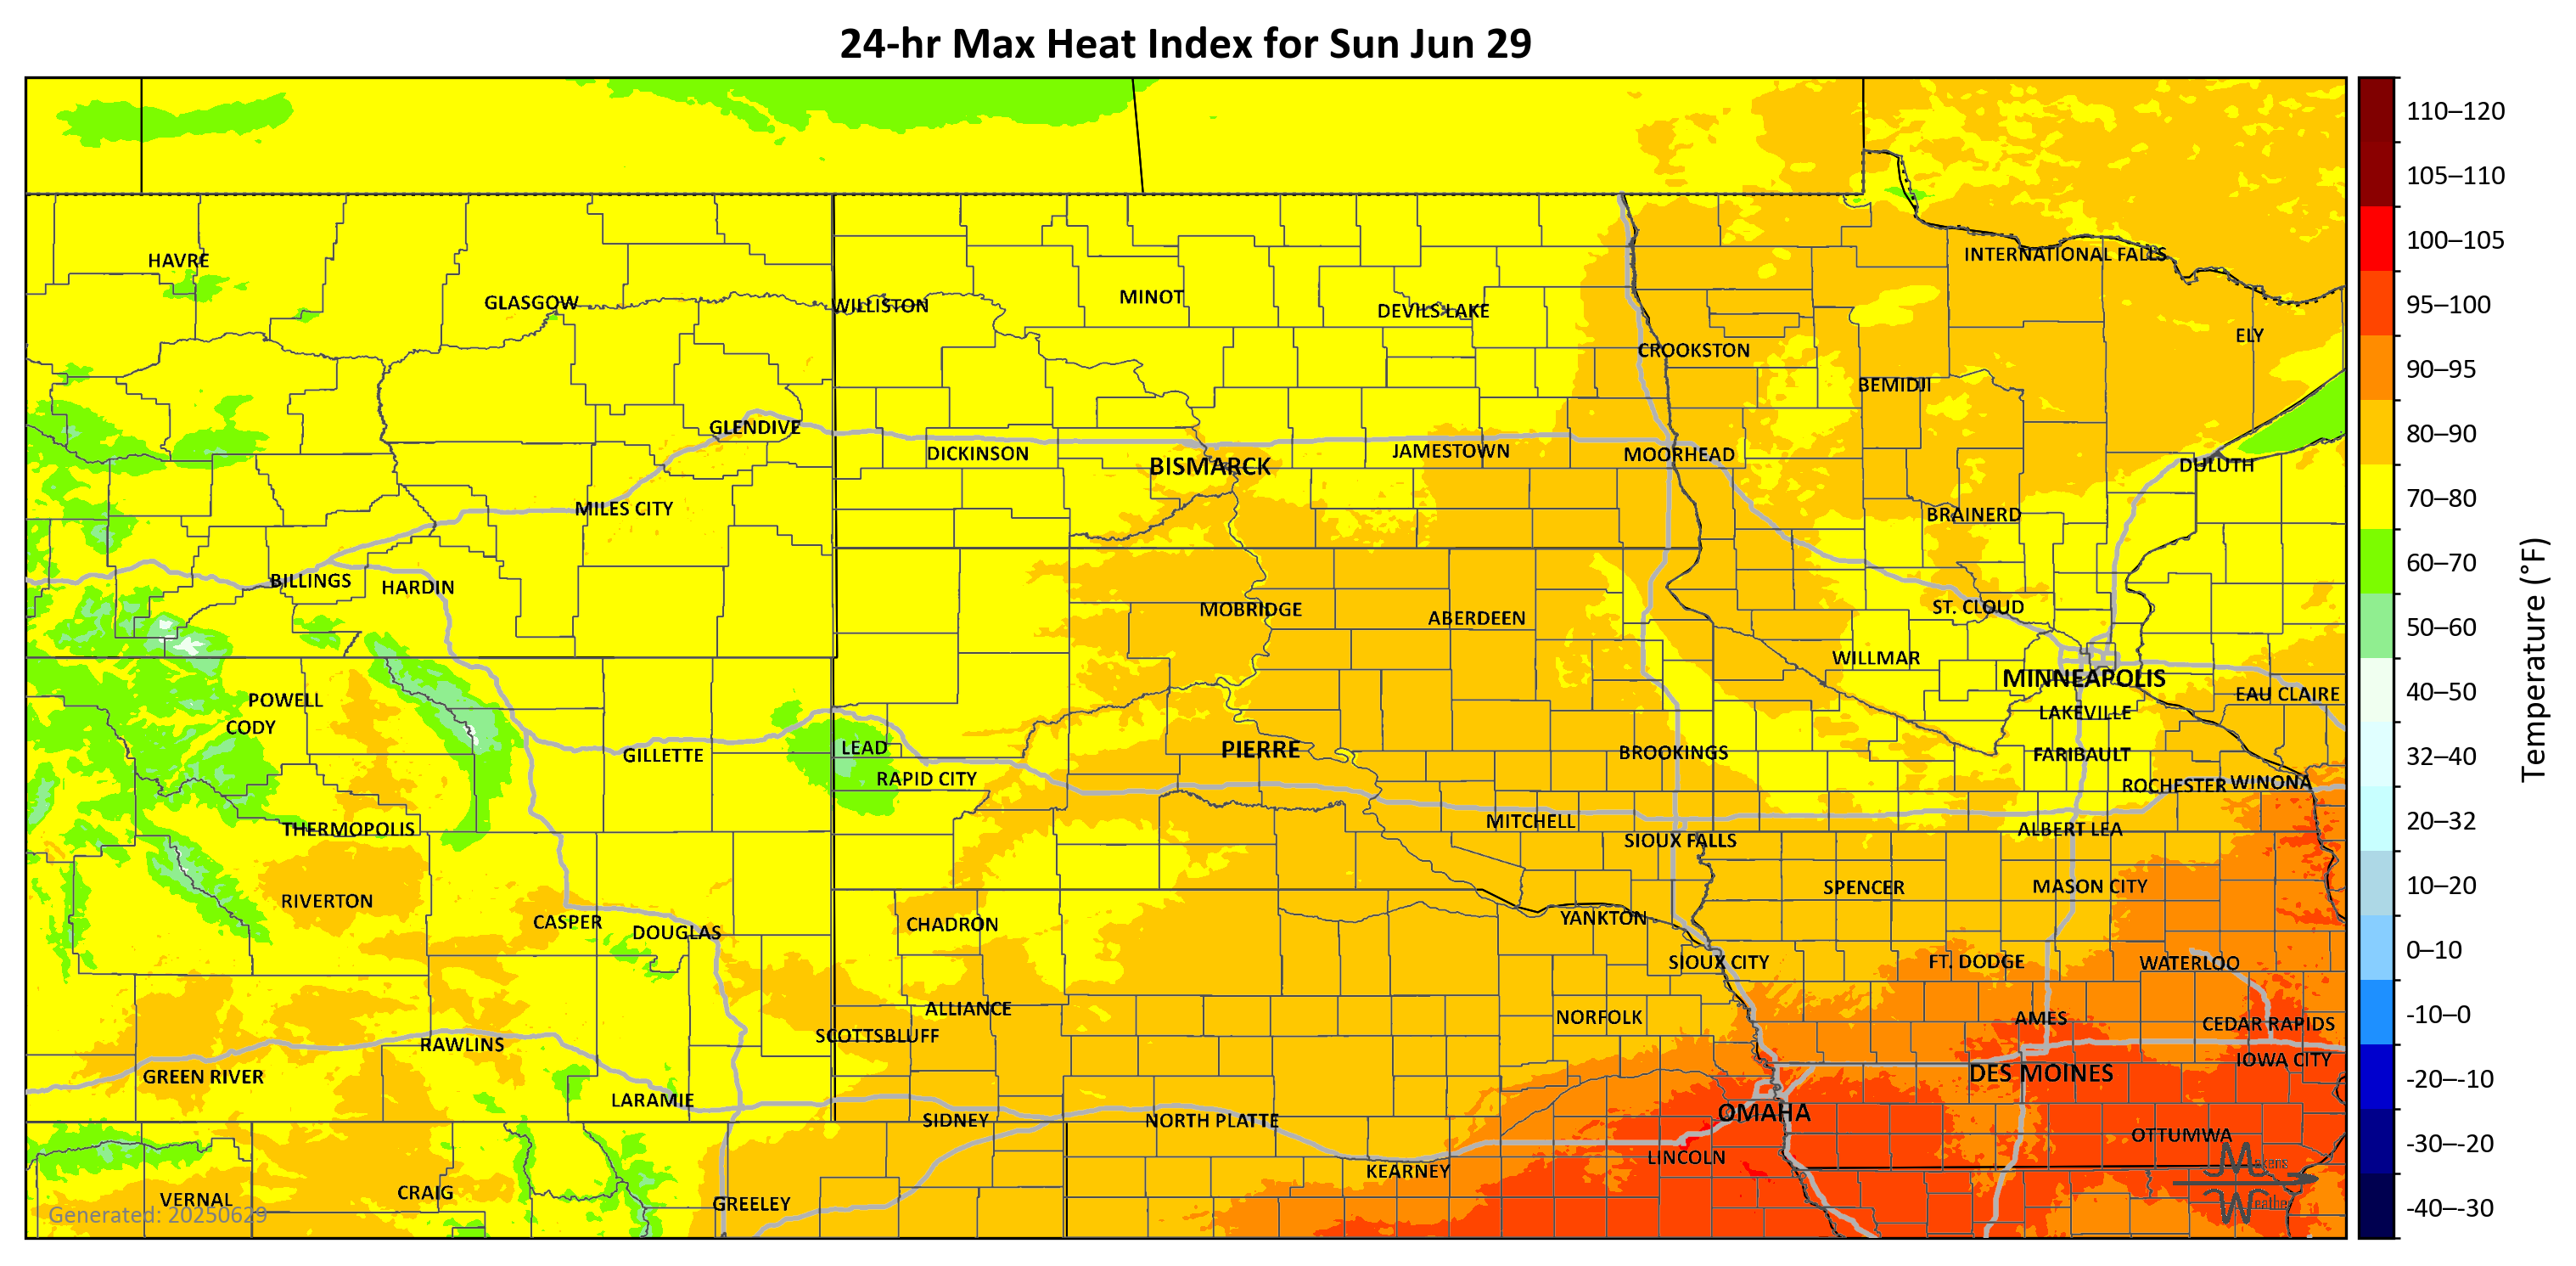 24-hr Max Heat Index for Sun Jun 29
110–120
105–110
100–105
95–100
90–95
80–90
70–80
60–70
50–60
40–50
32–40
20–32
10–20
0–10
-10–0
-20–-10
-30–-20
-40–-30
Temperature (°F)
HAVRE
GLASGOW
WILLISTON
MINOT
DEVILS LAKE
INTERNATIONAL FALLS
ELY
CROOKSTON
BEMIDJI
GLENDIVE
DICKINSON
BISMARCK
JAMESTOWN
MOORHEAD
DULUTH
MILES CITY
BRAINERD
BILLINGS
HARDIN
MOBRIDGE
ABERDEEN
ST. CLOUD
WILLMAR
MINNEAPOLIS
POWELL
EAU CLAIRE
CODY
LAKEVILLE
GILLETTE
LEAD
PIERRE
BROOKINGS
FARIBAULT
RAPID CITY
ROCHESTER
WINONA
THERMOPOLIS
MITCHELL
SIOUX FALLS
ALBERT LEA
RIVERTON
SPENCER
MASON CITY
CASPER
DOUGLAS
CHADRON
YANKTON
SIOUX CITY
FT. DODGE
WATERLOO
ALLIANCE
NORFOLK
AMES
CEDAR RAPIDS
RAWLINS
SCOTTSBLUFF
IOWA CITY
GREEN RIVER
DES MOINES
LARAMIE
SIDNEY
NORTH PLATTE
OMAHA
OTTUMWA
KEARNEY
LINCOLN
VERNAL
CRAIG
GREELEY
Makens
Weather
Generated: 20250629